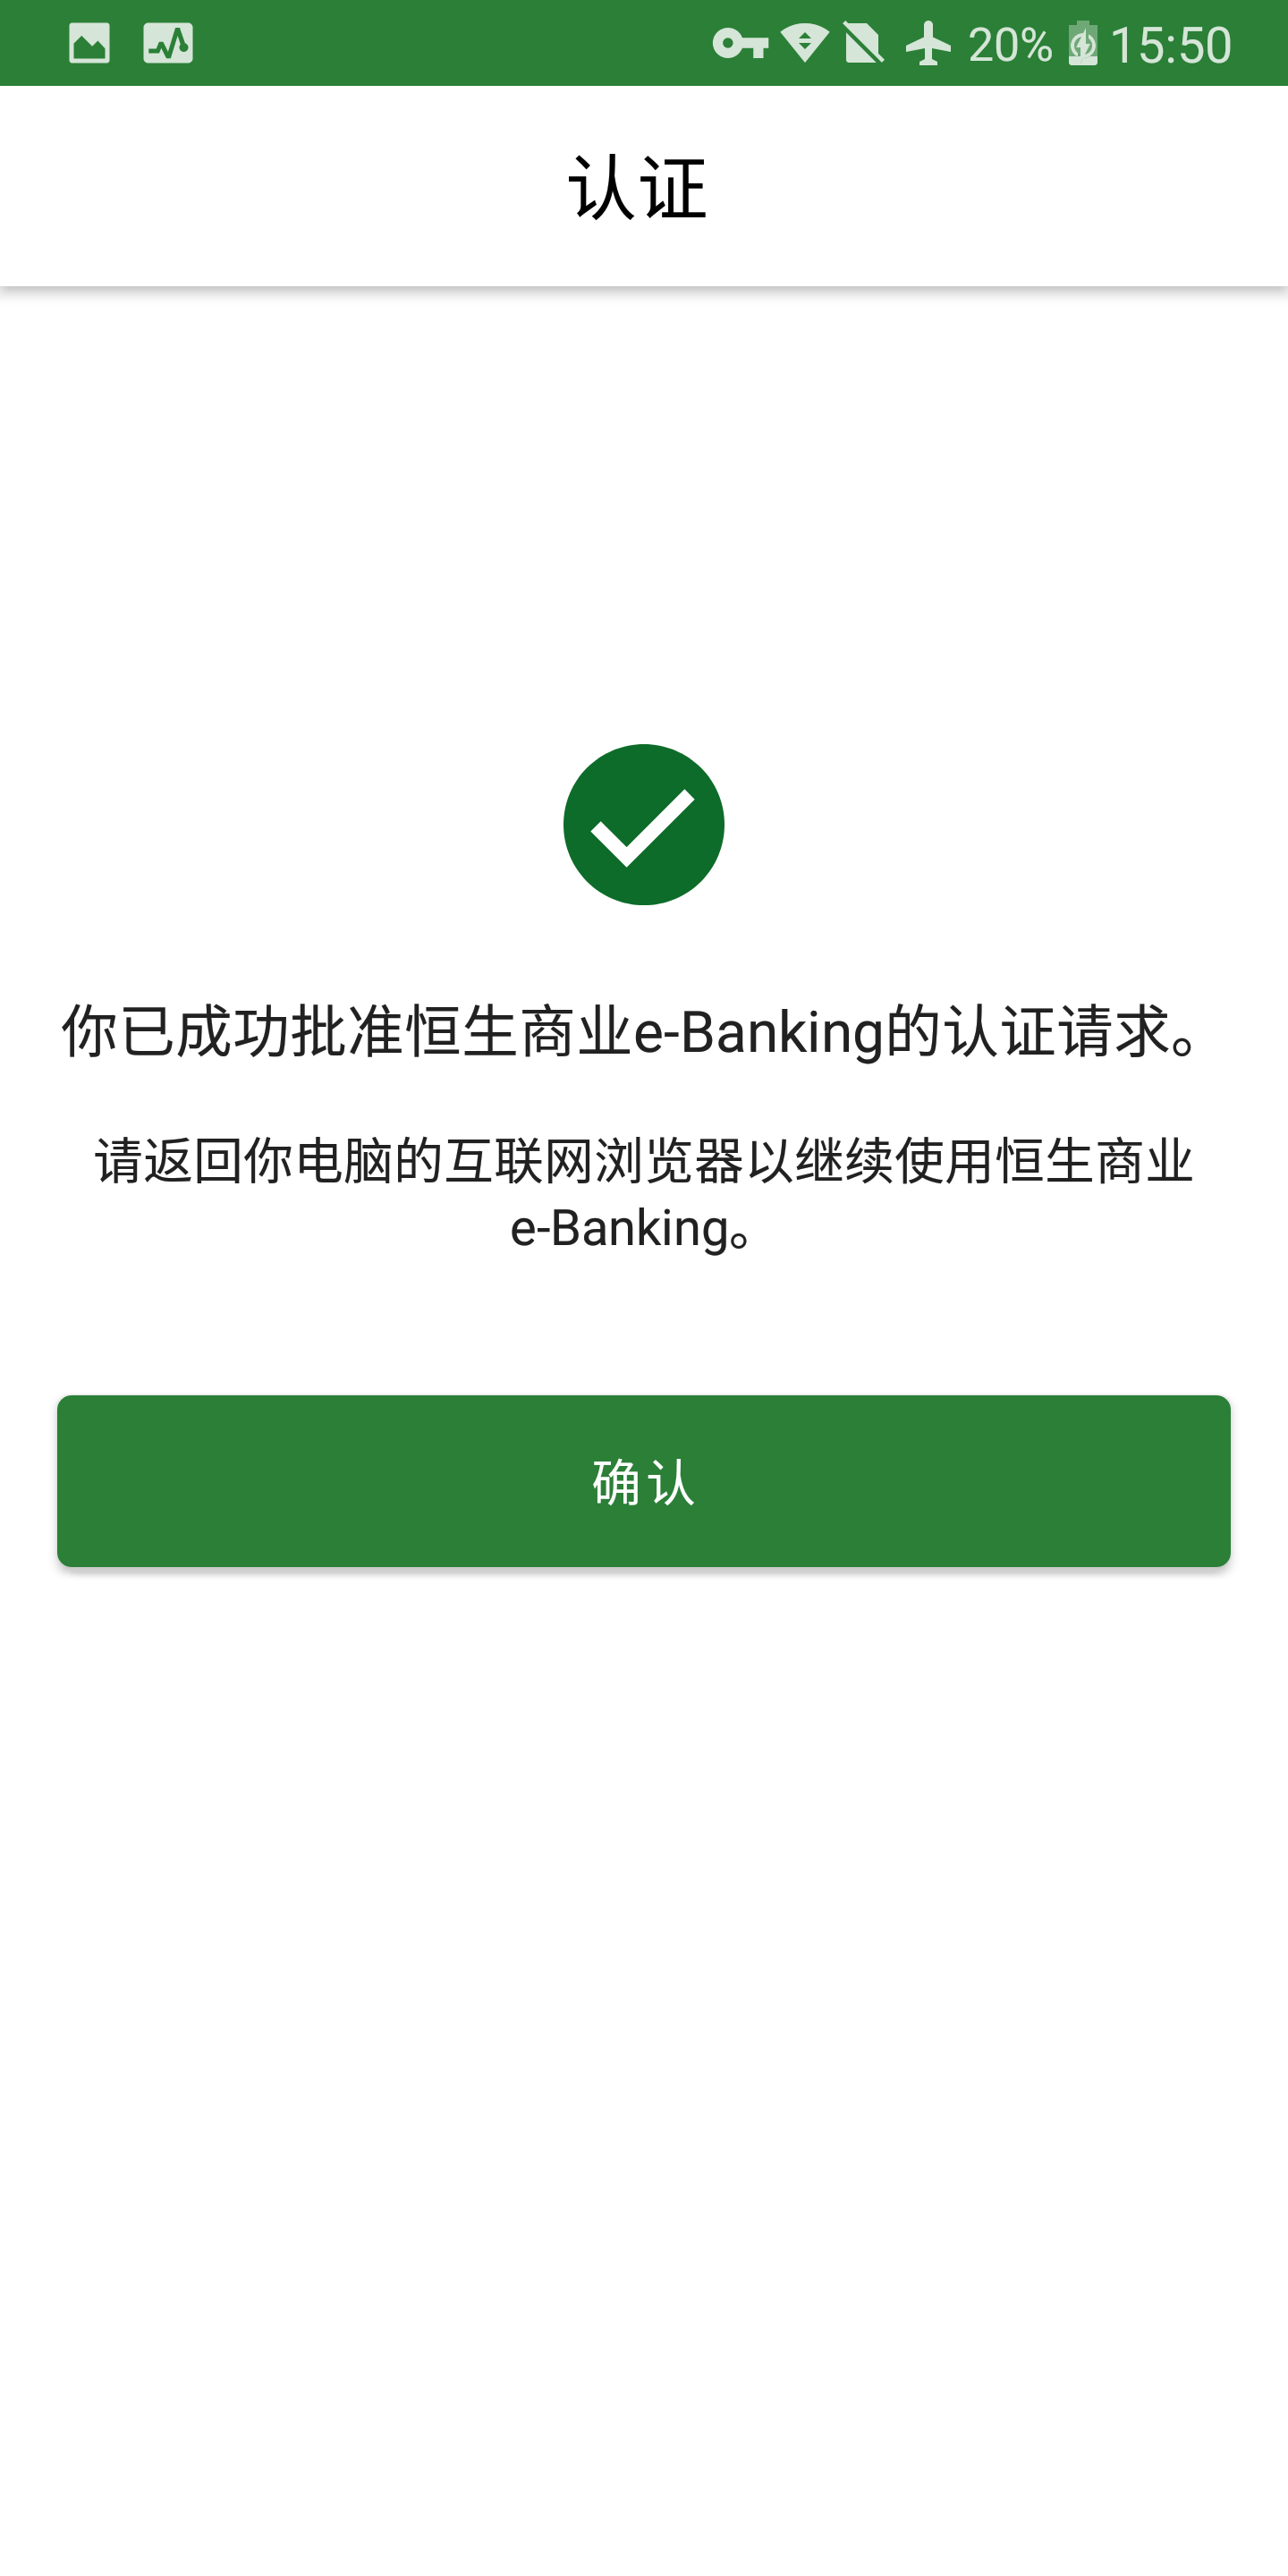 20% 15:50
认证
你已成功批准恒生商业e-Banking的认证请求。
请返回你电脑的互联网浏览器以继续使用恒生商业
e-Banking。
确认